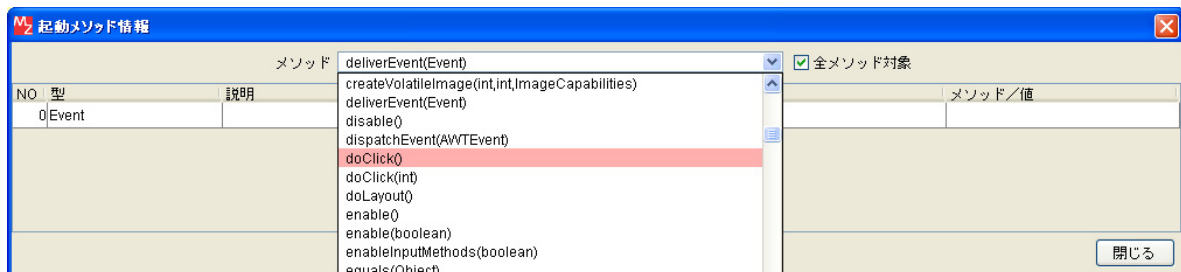 起動メソッド情報
メソッド deliverEvent(Event) 全メソッド対象
createVolatileImage(int,int,ImageCapabilities)
NO 型 説明 メソッド／値
deliverEvent(Event)
0 Event
disable()
dispatchEvent(AWTEvent)
doClick()
doClick(int)
doLayout()
enable()
enable(boolean)
enableInputMethods(boolean)
閉じる
equals(Object)